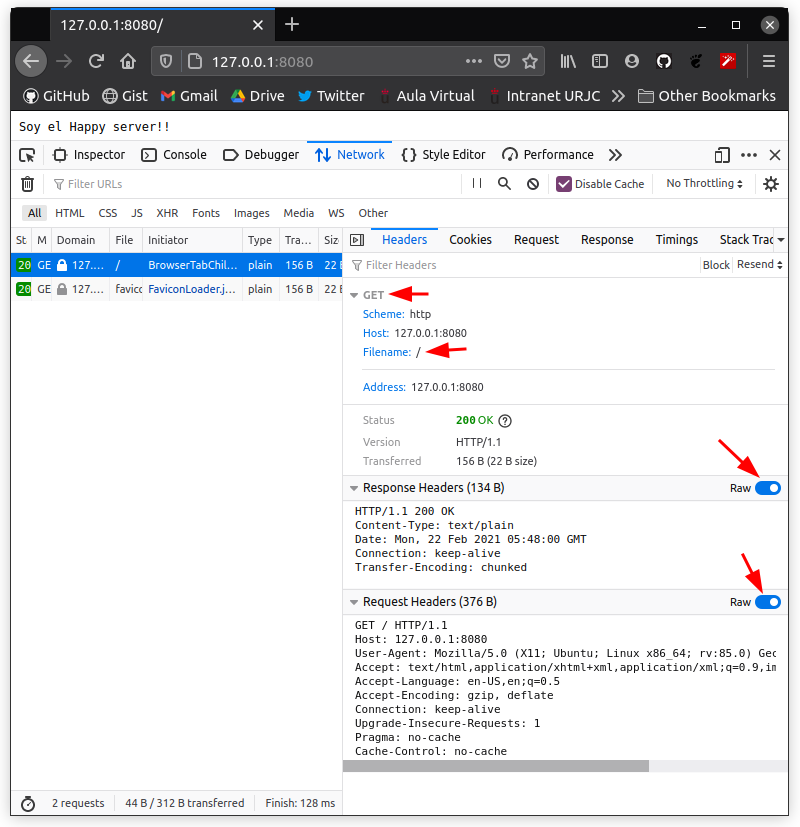 127.0.0.1:8080/
127.0.0.1:8080
GitHub Gist Gmail Drive Twitter Aula Virtual Intranet URJC Other Bookmarks
Soy el Happy server!!
Inspector Console Debugger Network Style Editor Performance
Filter URLs Disable Cache No Throttling
All HTML CSS JS XHR Fonts Images Media WS Other
St M Domain File Initiator Type Tra… Siz
20 GE 127.… / BrowserTabChil… plain 156 B 22 B
20 GE 127.… favico FaviconLoader.j… plain 156 B 22 B
Headers Cookies Request Response Timings Stack Trac
Filter Headers Block Resend
GET
Scheme: http
Host: 127.0.0.1:8080
Filename: /
Address: 127.0.0.1:8080
Status 200 OK ?
Version HTTP/1.1
Transferred 156 B (22 B size)
Response Headers (134 B) Raw
HTTP/1.1 200 OK
Content-Type: text/plain
Date: Mon, 22 Feb 2021 05:48:00 GMT
Connection: keep-alive
Transfer-Encoding: chunked
Request Headers (376 B) Raw
GET / HTTP/1.1
Host: 127.0.0.1:8080
User-Agent: Mozilla/5.0 (X11; Ubuntu; Linux x86_64; rv:85.0) Gec
Accept: text/html,application/xhtml+xml,application/xml;q=0.9,im
Accept-Language: en-US,en;q=0.5
Accept-Encoding: gzip, deflate
Connection: keep-alive
Upgrade-Insecure-Requests: 1
Pragma: no-cache
Cache-Control: no-cache
2 requests 44 B / 312 B transferred Finish: 128 ms